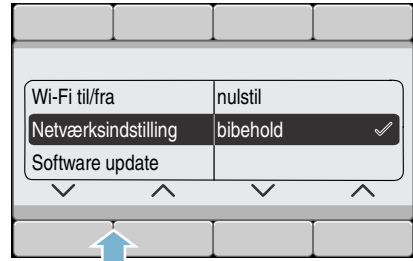 Wi-Fi til/fra nulstil
Netværksindstilling bibehold
Software update